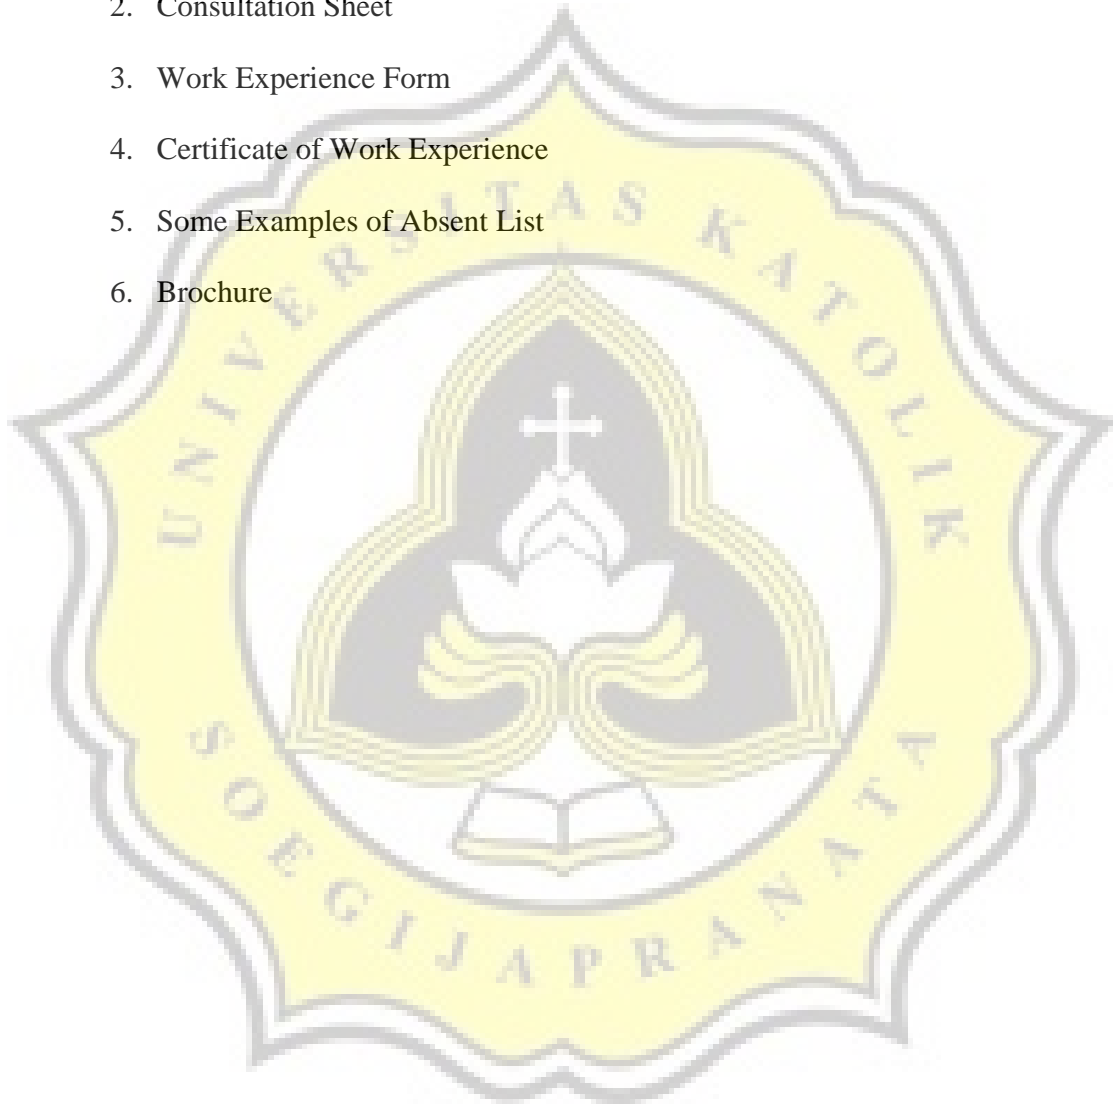 2. Consultation Sheet
3. Work Experience Form
4. Certificate of Work Experience
5. Some Examples of Absent List
6. Brochure
UNIVERSITAS KATOLIK
SOEGIJAPRANATA